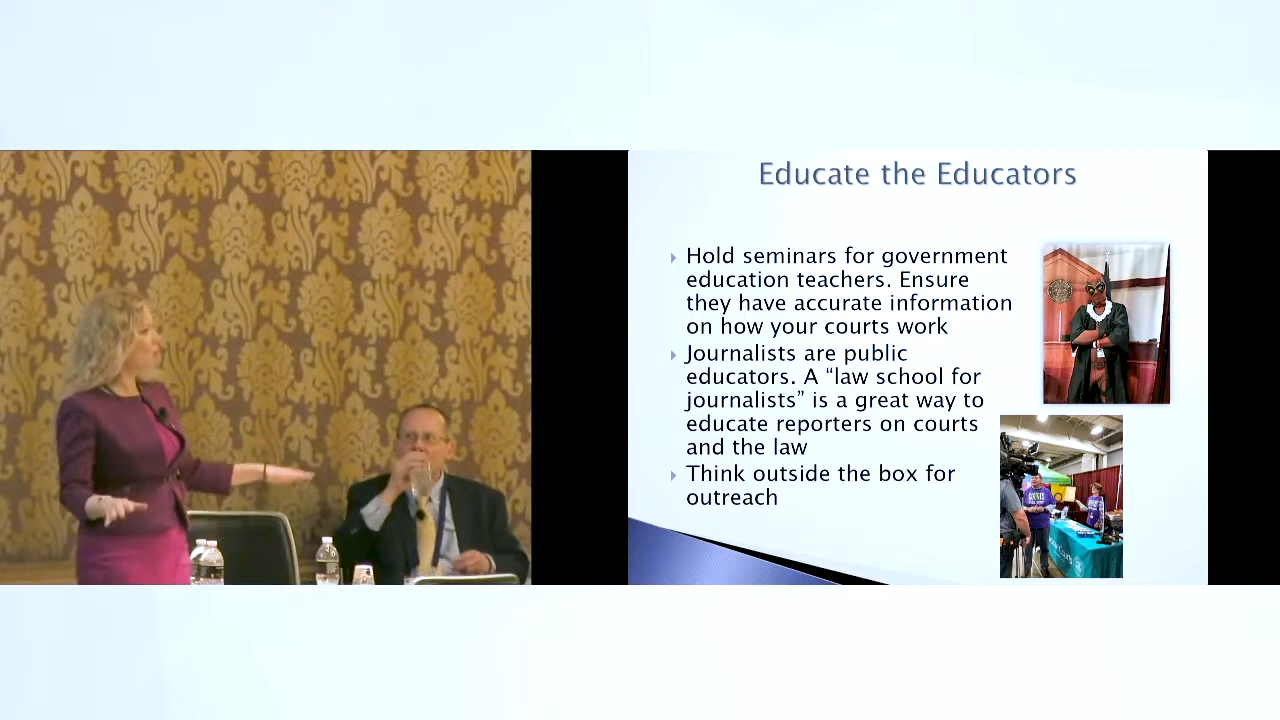 Educate the Educators
Hold seminars for government
education teachers. Ensure
they have accurate information
on how your courts work
Journalists are public
educators. A “law school for
journalists” is a great way to
educate reporters on courts
and the law
Think outside the box for
outreach